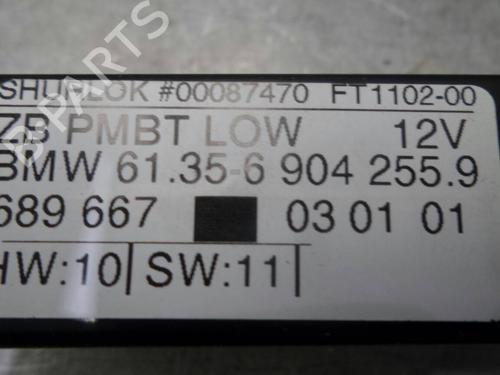 SHURLOK #00087470 FT1102-00
ZB PMBT LOW 12V
BMW 61.35-6 904 255.9
689 667 03 01 01
HW:10 SW:11
B-Parts